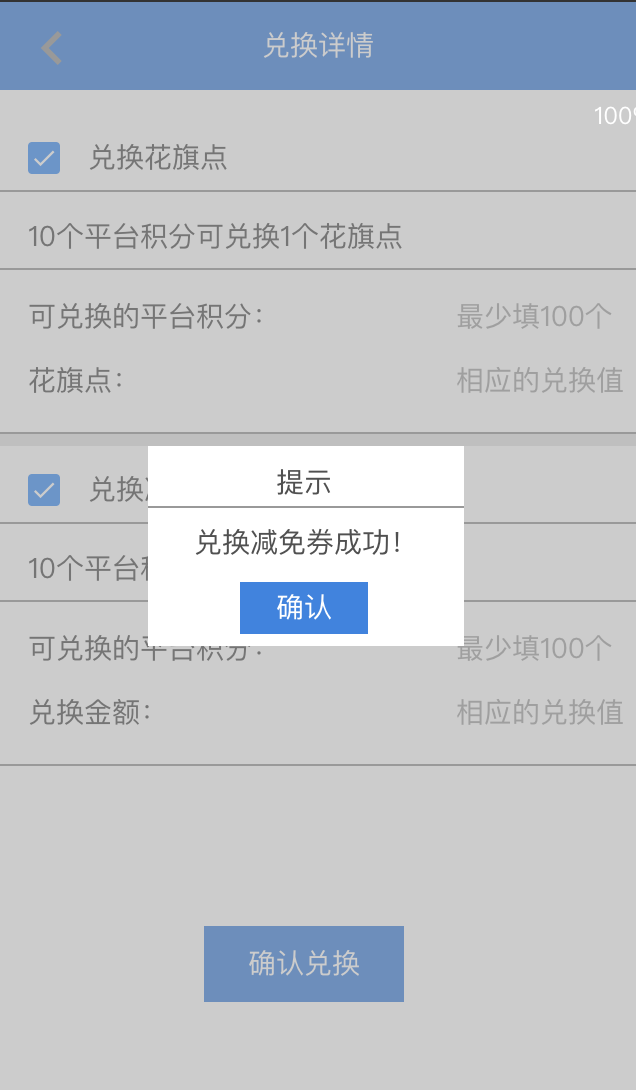 兑换详情
100%
兑换花旗点
10个平台积分可兑换1个花旗点
可兑换的平台积分：
最少填100个
花旗点：
相应的兑换值
提示
兑换减免券成功！
确认
兑换
10个平台
可兑换的平台积分：
最少填100个
兑换金额：
相应的兑换值
确认兑换